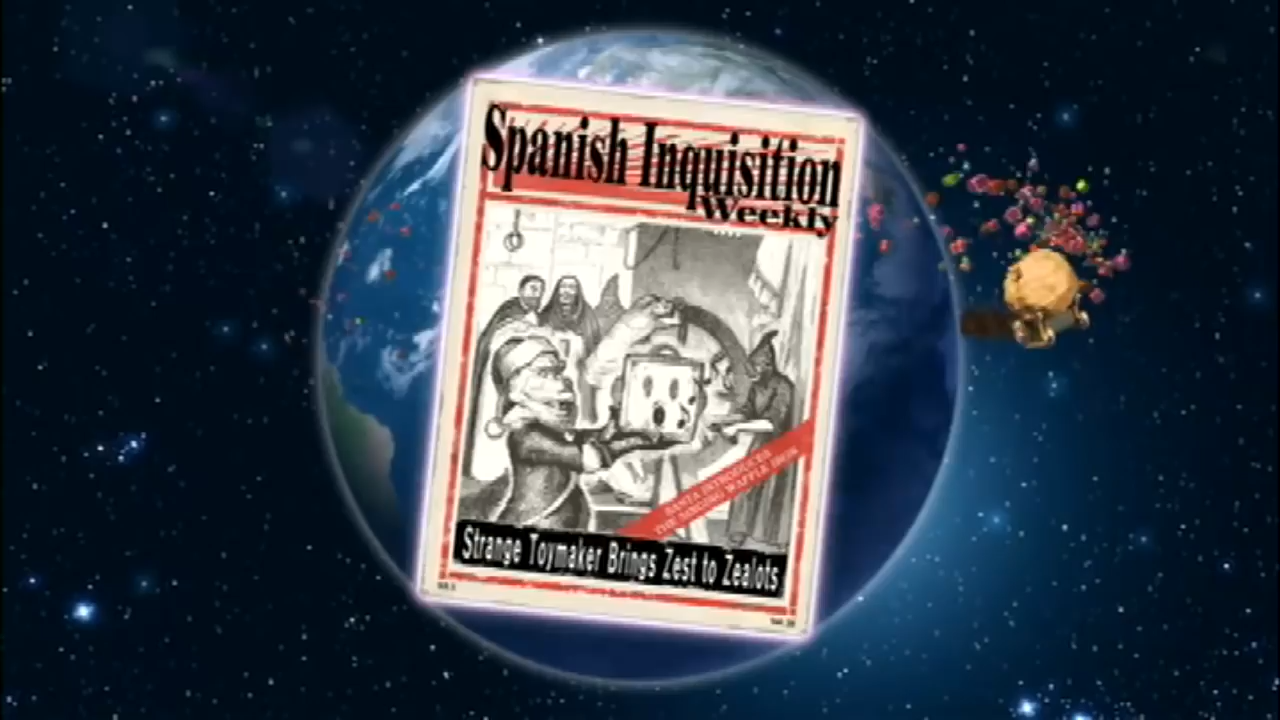 Spanish Inquisition
Weekly
SANTA INTRODUCES
THE SINGING WAFFLE IRON
Strange Toymaker Brings Zest to Zealots